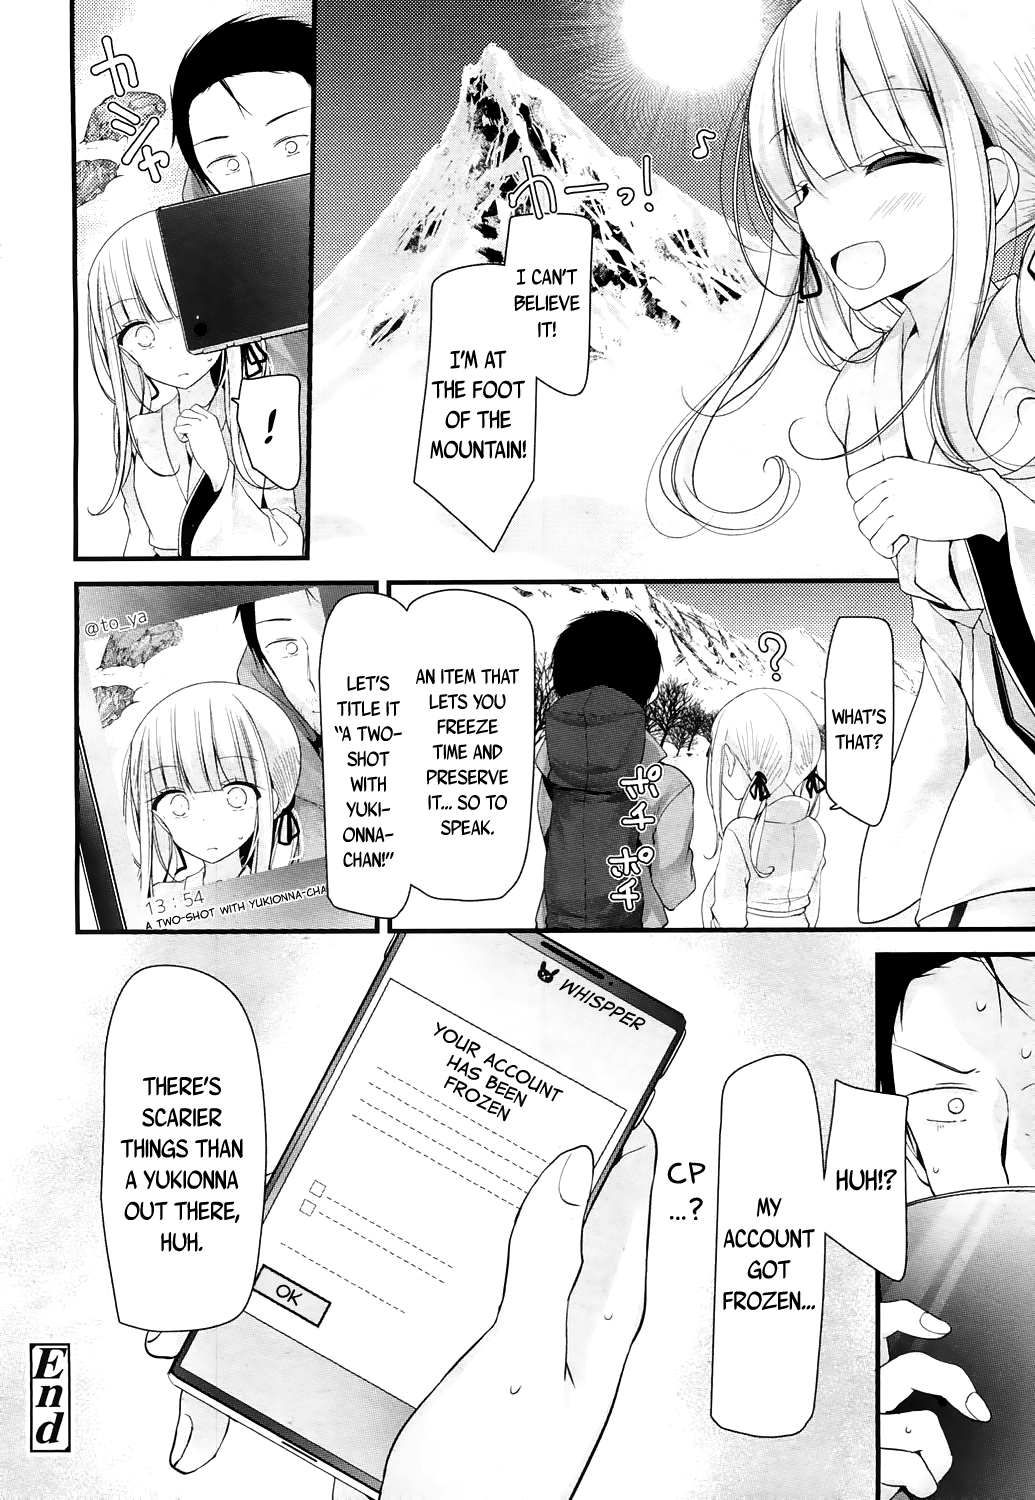 I CAN'T
BELIEVE
IT!
I'M AT
THE FOOT
OF THE
MOUNTAIN!
カーっ!
♪
カシャ
!
WHAT'S
THAT?
?
ポチ
ポチ
AN ITEM THAT
LETS YOU
FREEZE
TIME AND
PRESERVE
IT... SO TO
SPEAK.
LET'S
TITLE IT
"A TWO-
SHOT
WITH
YUKI-
ONNA-
CHAN!"
@to_ya
13:54
A TWO-SHOT WITH YUKIONNA-CHA
HUH!?
MY
ACCOUNT
GOT
FROZEN...
CP
...?
WHISPPER
YOUR ACCOUNT
HAS BEEN
FROZEN
OK
THERE'S
SCARIER
THINGS THAN
A YUKIONNA
OUT THERE,
HUH.
End